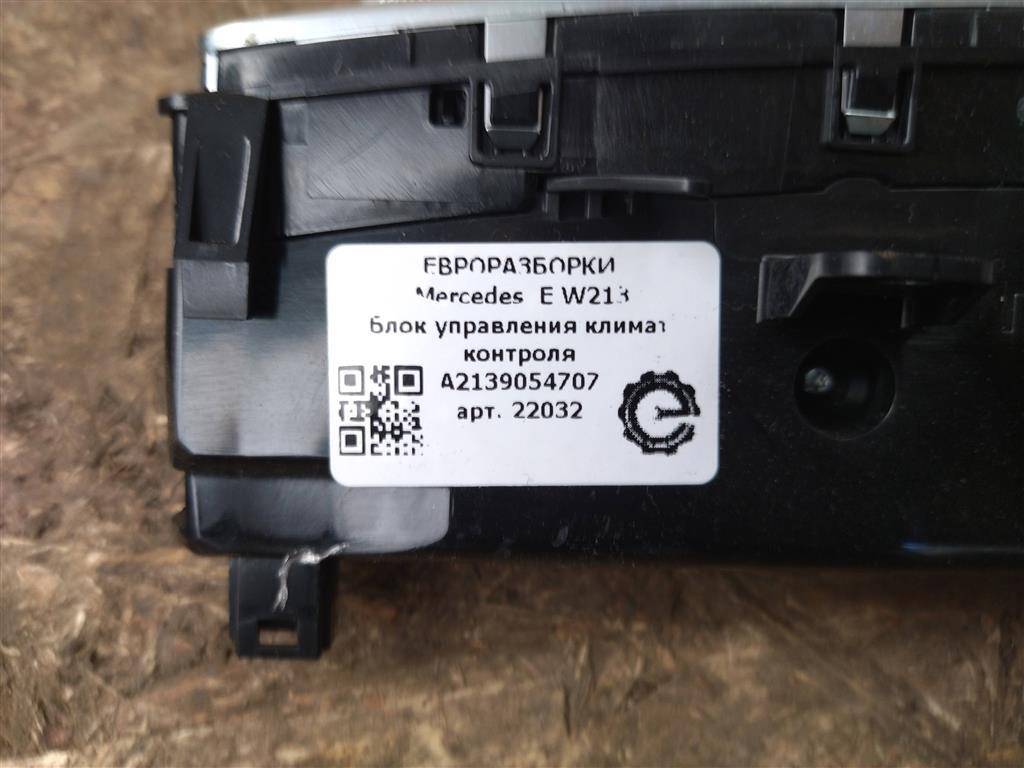 ЕВРОРАЗБОРКИ
Mercedes E W213
Блок управления климат
контроля
A2139054707
арт. 22032